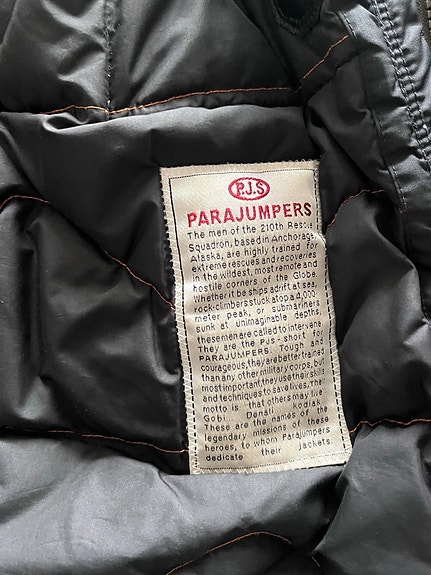 P.J.S
PARAJUMPERS
The men of the 210th Rescue
Squadron, based in Anchorage
Alaska, are highly trained for
extreme rescues and recoveries
in the wildest, most remote and
hostile corners of the Globe.
Whether it be ships adrift at sea,
rock-climbers stuck atop a 4,000
meter peak, or submariners
sunk at unimaginable depths,
these men are called to intervene.
They are the PJs - short for
PARAJUMPERS. Tough and
courageous, they are better trained
than any other military corps, but
most important, they use their skills
and techniques to save lives. Their
motto is: that others may live
Gobi, Denali, kodiak
These are the names of the
legendary missions of these
heroes, to whom Parajumpers
dedicate their jackets.